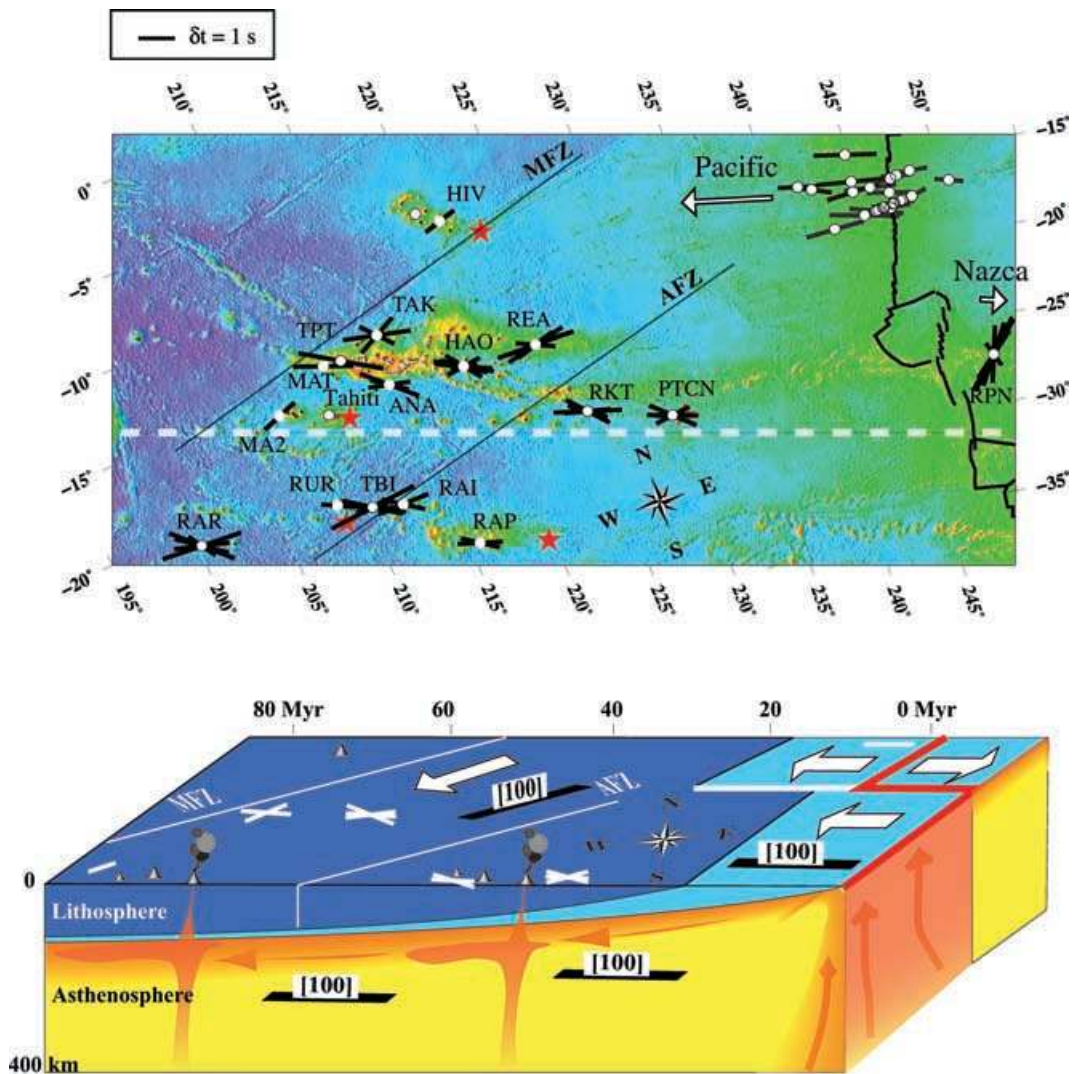 δt = 1 s
210° 215° 220° 225° 230° 235° 240° 245° 250°
−15°
0° MFZ Pacific
HIV −20°
−5° AFZ Nazca
−25°
TAK
TPT REA
HAO
−10° MAT RKT PTCN −30°
Tahiti ANA RPN
MA2 N
−15° RUR TBI RAI E −35°
RAR RAP W
S
−20°
195° 200° 205° 210° 215° 220° 225° 230° 235° 240° 245°
80 Myr 60 40 20 0 Myr
MFZ [100] AFZ N
W E [100]
0 S
Lithosphere
[100]
Asthenosphere [100]
400 km